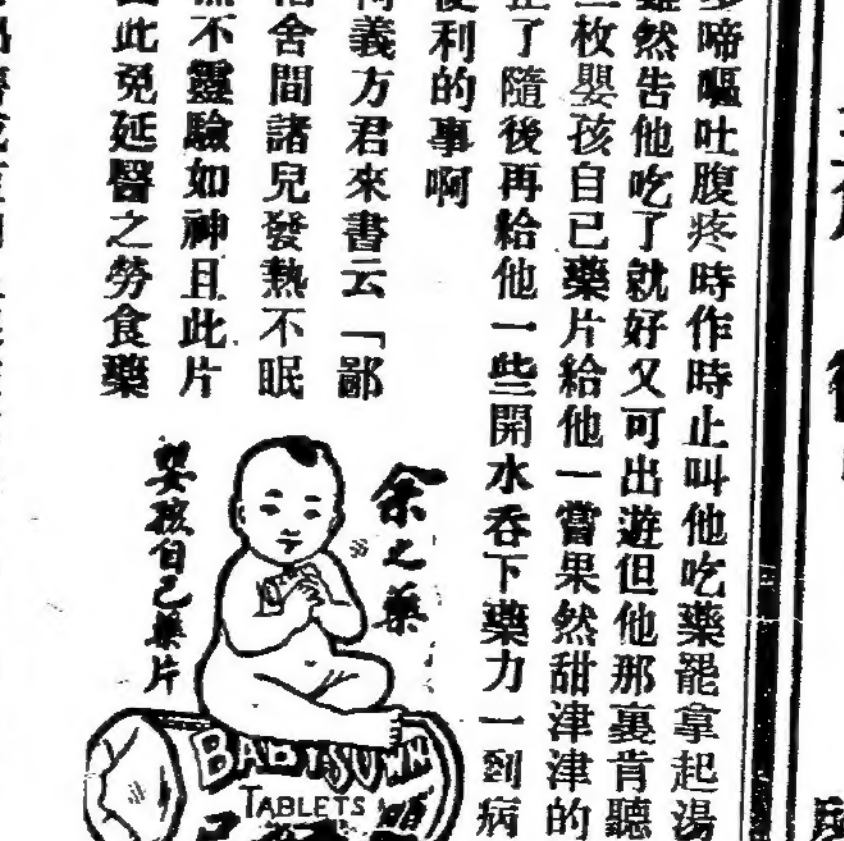 啼嘔吐腹疼時作時止叫他吃藥罷拿起湯
然告他吃了就好又可出遊但他那裏肯聽
枚嬰孩自己藥片給他一嘗果然甜津津的
了隨後再給他一些開水吞下藥力一到病
利的事啊
義方君來書云「鄙
舍間諸兒發熱不眠
不靈驗如神且此片
此免延醫之勞食藥
余之藥
嬰孩自己藥片
BABY'S OWN
TABLETS